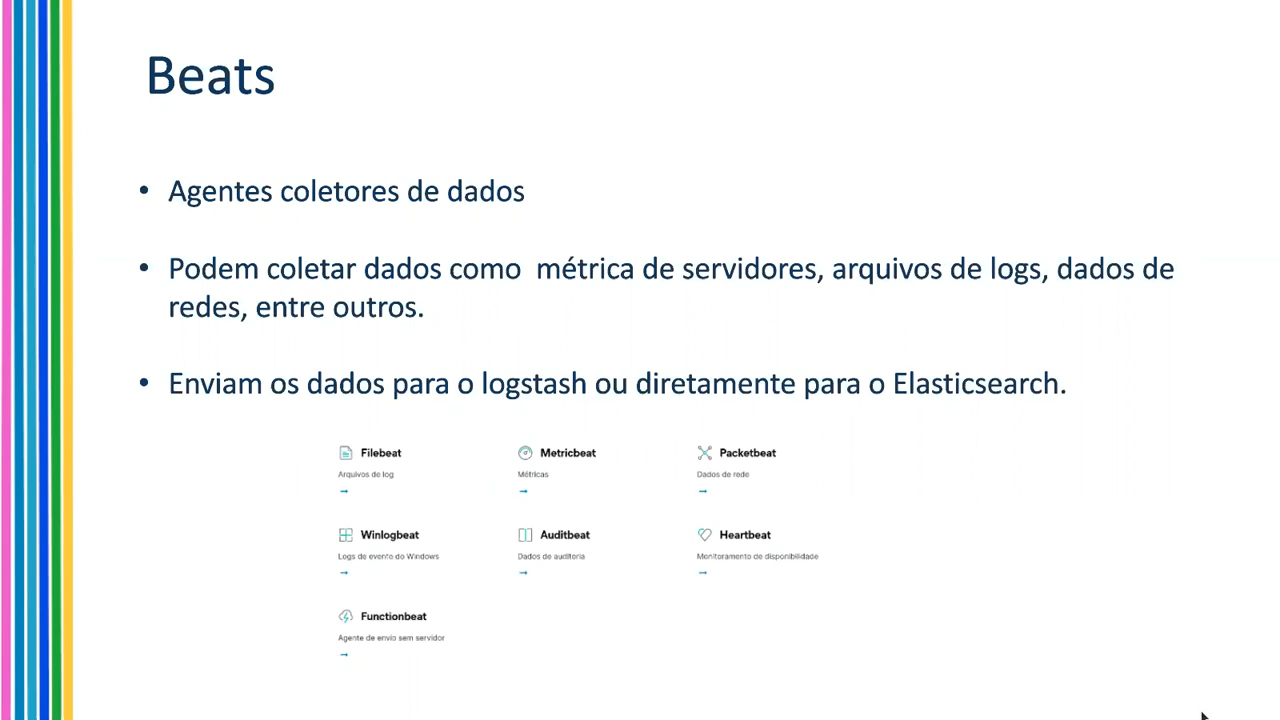 Beats
• Agentes coletores de dados
• Podem coletar dados como métrica de servidores, arquivos de logs, dados de
redes, entre outros.
• Enviam os dados para o logstash ou diretamente para o Elasticsearch.
Filebeat
Arquivos de log
Metricbeat
Métricas
Packetbeat
Dados de rede
Winlogbeat
Logs de evento do Windows
Auditbeat
Dados de auditoria
Heartbeat
Monitoramento de disponibilidade
Functionbeat
Agente de envio sem servidor